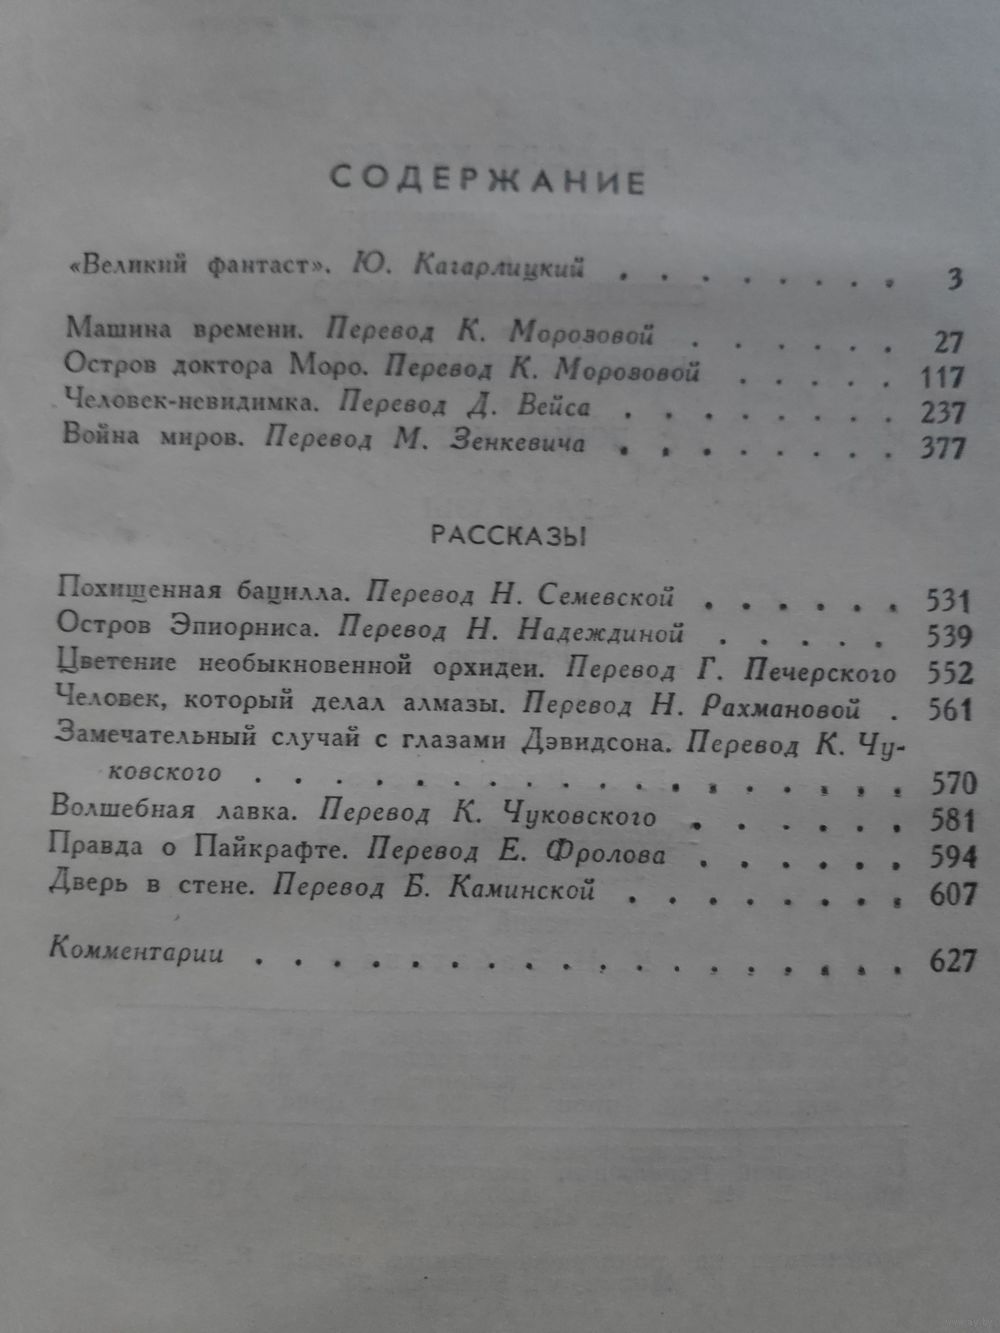 СОДЕРЖАНИЕ
«Великий фантаст». Ю. Кагарлицкий . . . . . . . . 3
Машина времени. Перевод К. Морозовой . . . . . . 27
Остров доктора Моро. Перевод К. Морозовой . . . . . 117
Человек-невидимка. Перевод Д. Вейса . . . . . . . . 237
Война миров. Перевод М. Зенкевича . . . . . . . . 377
РАССКАЗЫ
Похищенная бацилла. Перевод Н. Семевской . . . . . . 531
Остров Эпиорниса. Перевод Н. Надеждиной . . . . . 539
Цветение необыкновенной орхидеи. Перевод Г. Печерского 552
Человек, который делал алмазы. Перевод Н. Рахмановой . 561
Замечательный случай с глазами Дэвидсона. Перевод К. Чу-
ковского . . . . . . . . . . . . . . . . . 570
Волшебная лавка. Перевод К. Чуковского . . . . . . 581
Правда о Пайкрафте. Перевод Е. Фролова . . . . . . 594
Дверь в стене. Перевод Б. Каминской . . . . . . . . 607
Комментарии . . . . . . . . . . . . . . . . . 627
www.ay.by